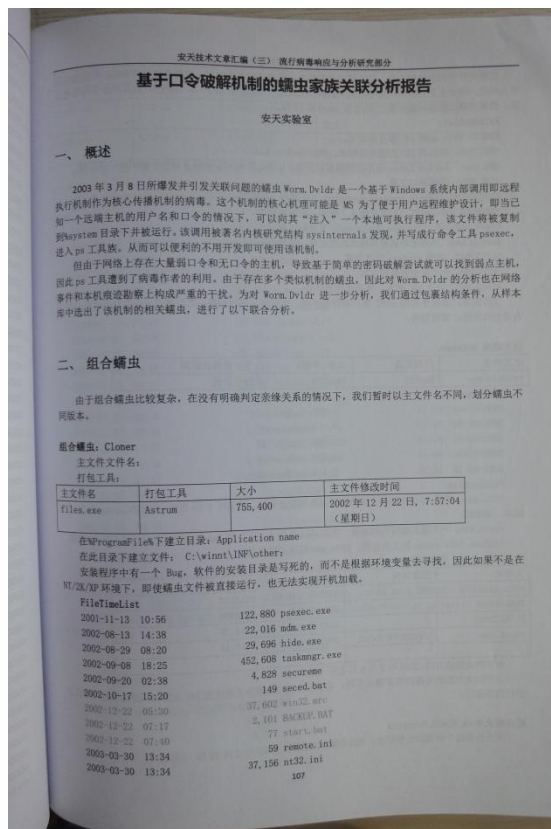 安天技术文章汇编（三） 流行病毒响应与分析研究部分
基于口令破解机制的蠕虫家族关联分析报告
安天实验室
一、 概述
2003 年 3 月 8 日所爆发并引发关联问题的蠕虫 Worm.Dvldr 是一个基于 Windows 系统内部调用即远程
执行机制作为核心传播机制的病毒。这个机制的核心机理可能是 MS 为了便于用户远程维护设计，即当已
知一个远端主机的用户名和口令的情况下，可以向其“注入”一个本地可执行程序，该文件将被复制
到%system 目录下并被运行。该调用被著名内核研究结构 sysinternals 发现，并写成行命令工具 psexec，
进入 ps 工具族。从而可以便利的不用开发即可使用该机制。
但由于网络上存在大量弱口令和无口令的主机，导致基于简单的密码破解尝试就可以找到弱点主机，
因此 ps 工具遭到了病毒作者的利用。由于存在多个类似机制的蠕虫，因此对 Worm.Dvldr 的分析也在网络
事件和本机痕迹勘察上构成严重的干扰。为对 Worm.Dvldr 进一步分析，我们通过包裹结构条件，从样本
库中选出了该机制的相关蠕虫，进行了以下联合分析。
二、 组合蠕虫
由于组合蠕虫比较复杂，在没有明确判定亲缘关系的情况下，我们暂时以主文件名不同，划分蠕虫不
同版本。
组合蠕虫：Cloner
主文件文件名：
打包工具：
主文件名 打包工具 大小 主文件修改时间
files.exe Astrum 755,400 2002 年 12 月 22 日, 7:57:04
（星期日）
在%ProgramFile%下建立目录：Application name
在此目录下建立文件： C:\winnt\INF\other:
安装程序中有一个 Bug，软件的安装目录是写死的，而不是根据环境变量去寻找，因此如果不是在
NT/2K/XP 环境下，即使蠕虫文件被直接运行，也无法实现开机加载。
FileTimeList
2001-11-13 10:56 122,880 psexec.exe
2002-08-13 14:38 22,016 mdm.exe
2002-08-29 08:20 29,696 hide.exe
2002-09-08 18:25 452,608 taskmngr.exe
2002-09-20 02:38 4,828 secureme
2002-10-17 15:20 149 seced.bat
2002-12-22 05:30 37,602 win32.mrc
2002-12-22 07:17 2,101 BACKUP.BAT
2002-12-22 07:40 77 start.bat
2003-03-30 13:34 59 remote.ini
2003-03-30 13:34 37,156 nt32.ini
107